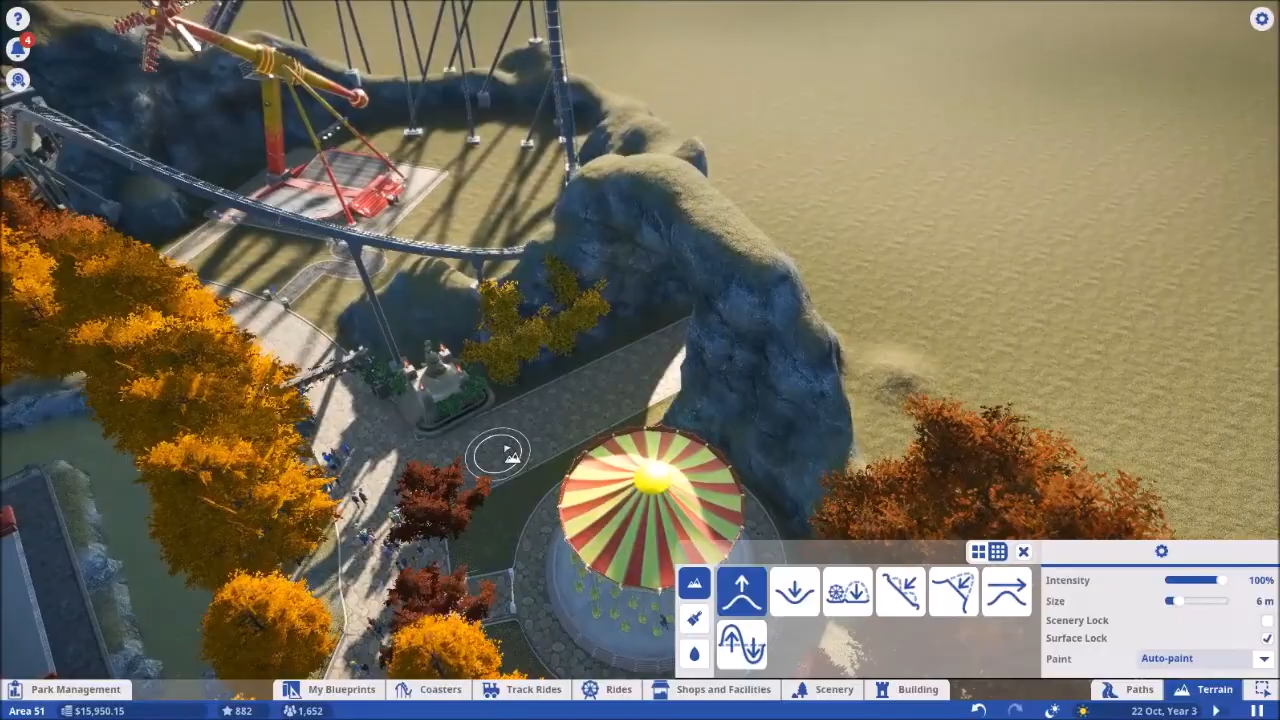 ?
4
Intensity 100%
Size 6 m
Scenery Lock
Surface Lock
Paint Auto-paint
Park Management My Blueprints Coasters Track Rides Rides Shops and Facilities Scenery Building Paths Terrain
Area 51 $15,950.15 882 1,652 22 Oct, Year 3